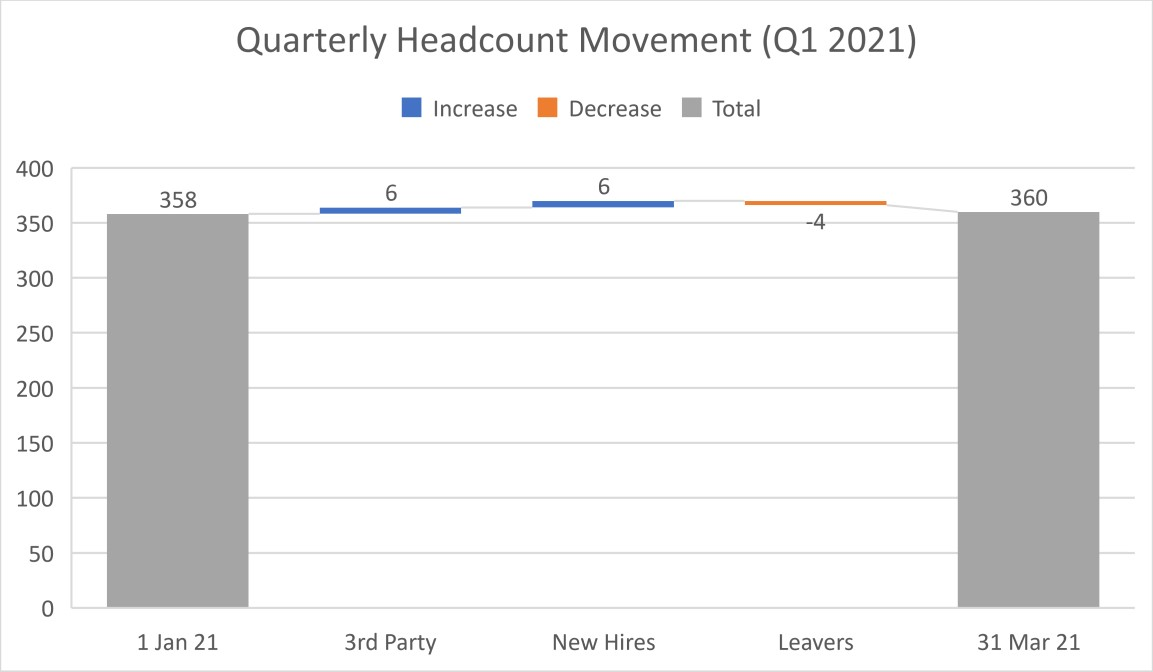 Quarterly Headcount Movement (Q1 2021)
Increase Decrease Total
400
350
300
250
200
150
100
50
0
358
6
6
-4
360
1 Jan 21
3rd Party
New Hires
Leavers
31 Mar 21